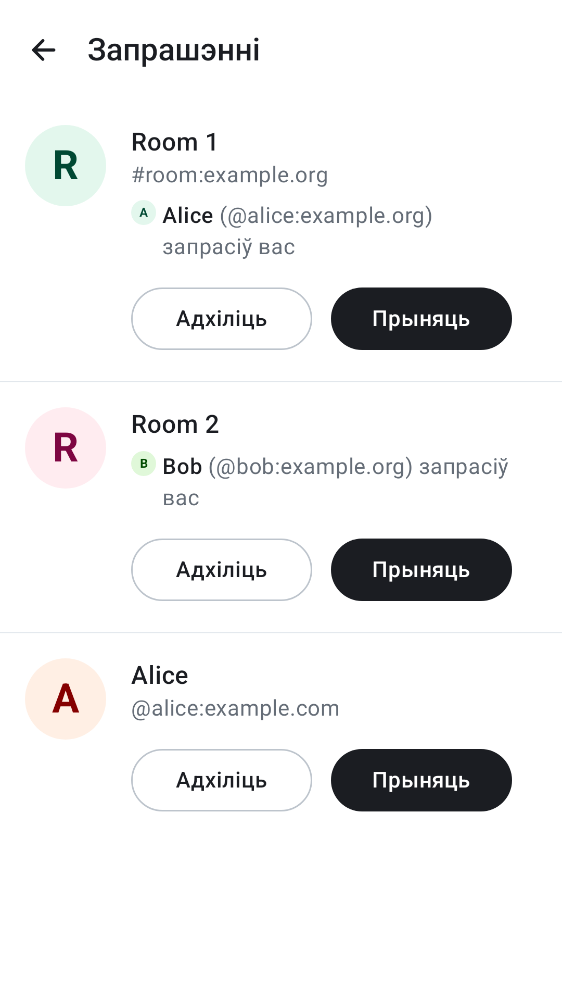 Запрашэнні
R
Room 1
#room:example.org
A Alice (@alice:example.org)
запрасіў вас
Адхіліць Прыняць
R
Room 2
B Bob (@bob:example.org) запрасіў
вас
Адхіліць Прыняць
A
Alice
@alice:example.com
Адхіліць Прыняць